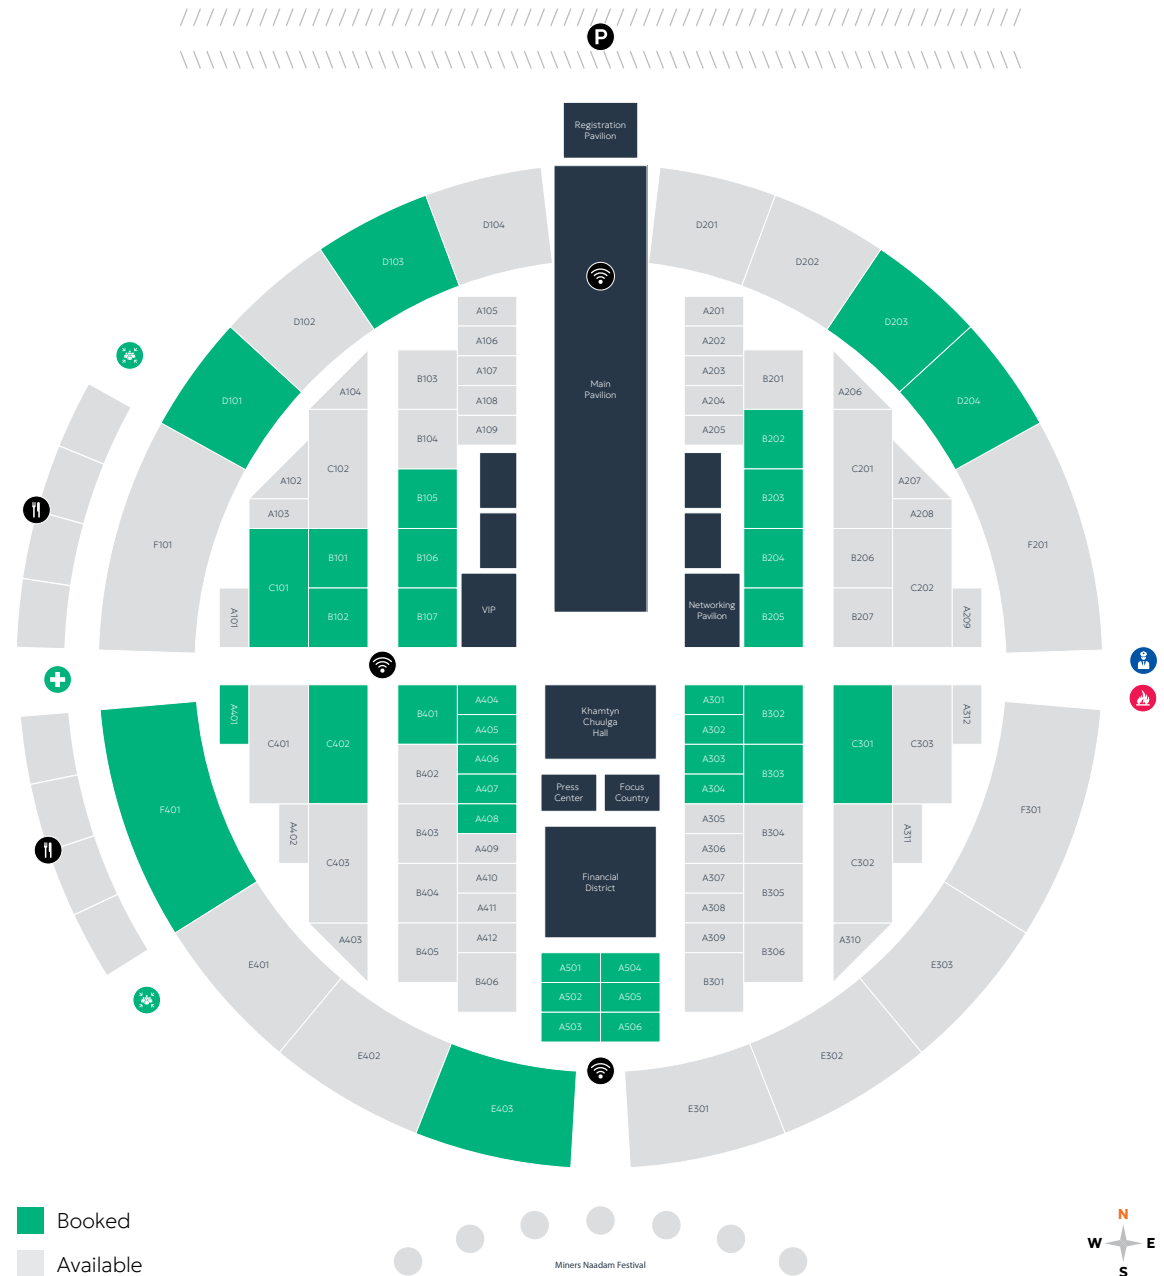 P
Registration
Pavilion
D104
D201
D103
D202
A105
A201
D102
D203
A106
A202
Main
Pavilion
A107
A203
B103
B201
A104
A206
D101
A108
A204
D204
A109
A205
B104
B202
C102
C201
A102
A207
B105
B203
A103
A208
F101
F201
B101
B106
B204
B206
C101
C202
VIP
Networking
Pavilion
A101
B102
B107
B205
B207
A209
A401
A404
Khamtyn
Chuulga
Hall
A301
A312
B401
B302
A405
A302
C401
C402
C301
C303
A406
A303
B402
B303
Press
Center
Focus
Country
A407
A304
F401
F301
A408
A305
A402
B403
B304
A311
A409
A306
C403
C302
Financial
District
A410
A307
B404
B305
A411
A308
A403
A412
A309
A310
B405
B306
E401
E303
A501
A504
B406
B301
A502
A505
A503
A506
E402
E302
E403
E301
Booked
Available
Miners Naadam Festival
N
W
E
S